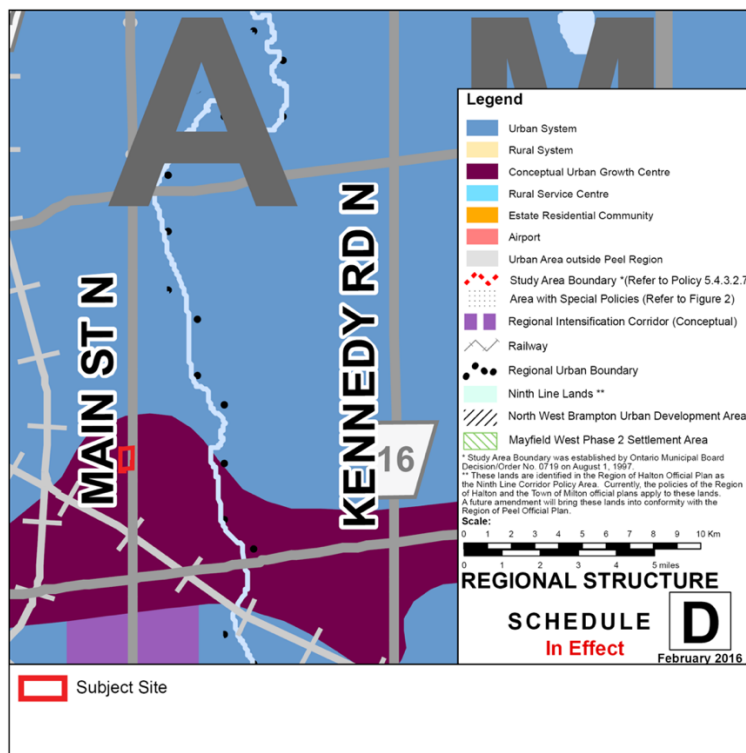 A M
MAIN ST N
KENNEDY RD N
16
Legend
Urban System
Rural System
Conceptual Urban Growth Centre
Rural Service Centre
Estate Residential Community
Airport
Urban Area outside Peel Region
Study Area Boundary *(Refer to Policy 5.4.3.2.7
Area with Special Policies (Refer to Figure 2)
Regional Intensification Corridor (Conceptual)
Railway
Regional Urban Boundary
Ninth Line Lands **
North West Brampton Urban Development Area
Mayfield West Phase 2 Settlement Area
* Study Area Boundary was established by Ontario Municipal Board
Decision/Order No. 0719 on August 1, 1997.
** These lands are identified in the Region of Halton Official Plan as
the Ninth Line Corridor Policy Area. Currently, the policies of the Region
of Halton and the Town of Milton official plans apply to these lands.
A future amendment will bring these lands into conformity with the
Region of Peel Official Plan.
Scale:
0 1 2 3 4 5 6 7 8 9 10 Km
0 1 2 3 4 5 miles
REGIONAL STRUCTURE
SCHEDULE D
In Effect
February 2016
Subject Site